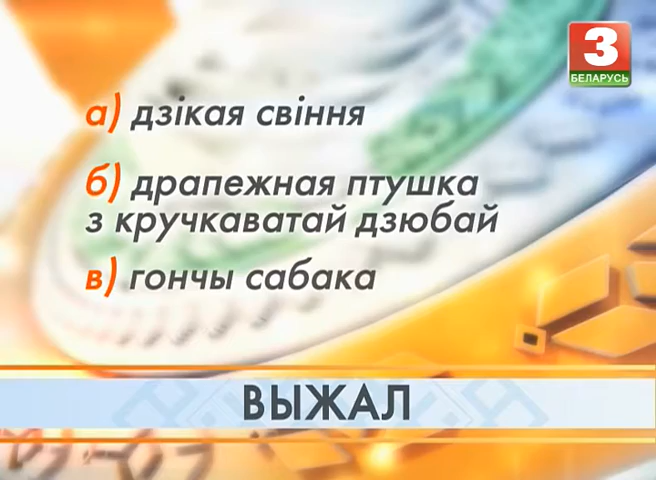 3
БЕЛАРУСЬ
а) дзікая свіння
б) драпежная птушка
з кручкаватай дзюбай
в) гончы сабака
ВЫЖАЛ